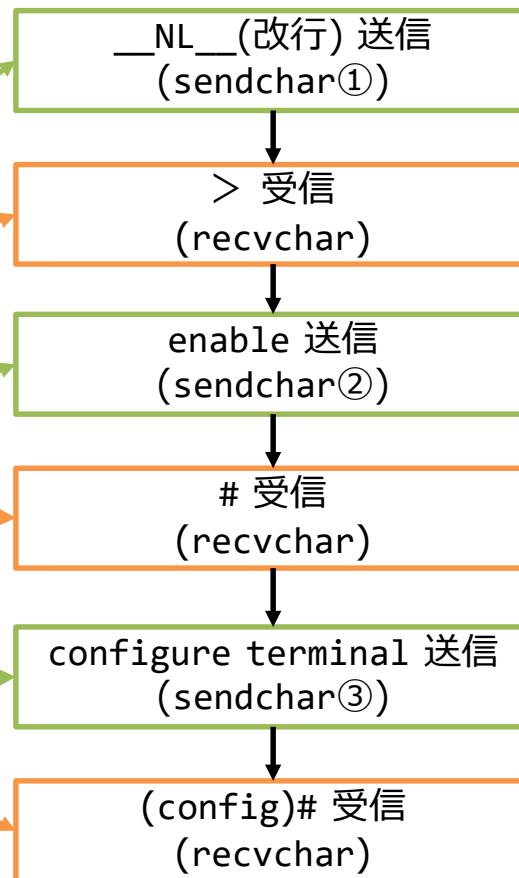 __NL__(改行) 送信
(sendchar①)
＞ 受信
(recvchar)
enable 送信
(sendchar②)
# 受信
(recvchar)
configure terminal 送信
(sendchar③)
(config)# 受信
(recvchar)